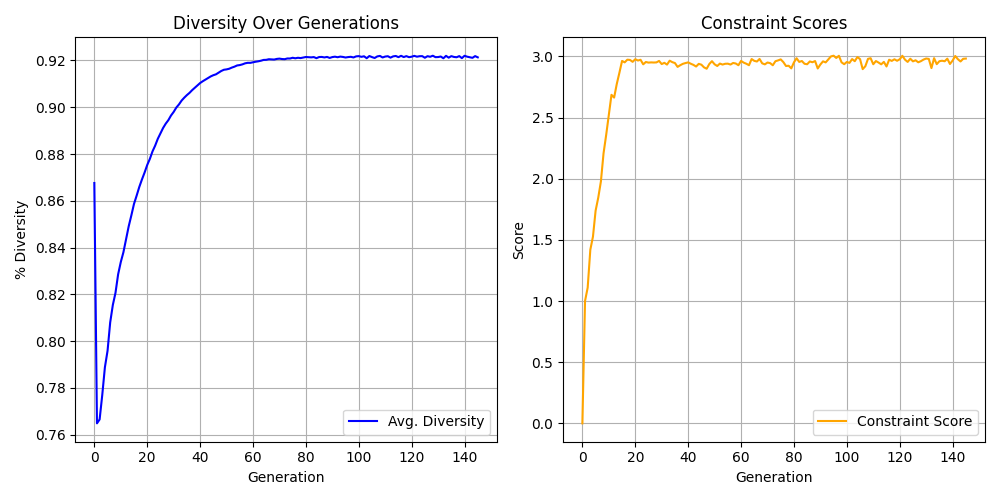 Diversity Over Generations
% Diversity
0.92
0.90
0.88
0.86
0.84
0.82
0.80
0.78
0.76
0 20 40 60 80 100 120 140
Generation
Avg. Diversity
Constraint Scores
Score
3.0
2.5
2.0
1.5
1.0
0.5
0.0
0 20 40 60 80 100 120 140
Generation
Constraint Score